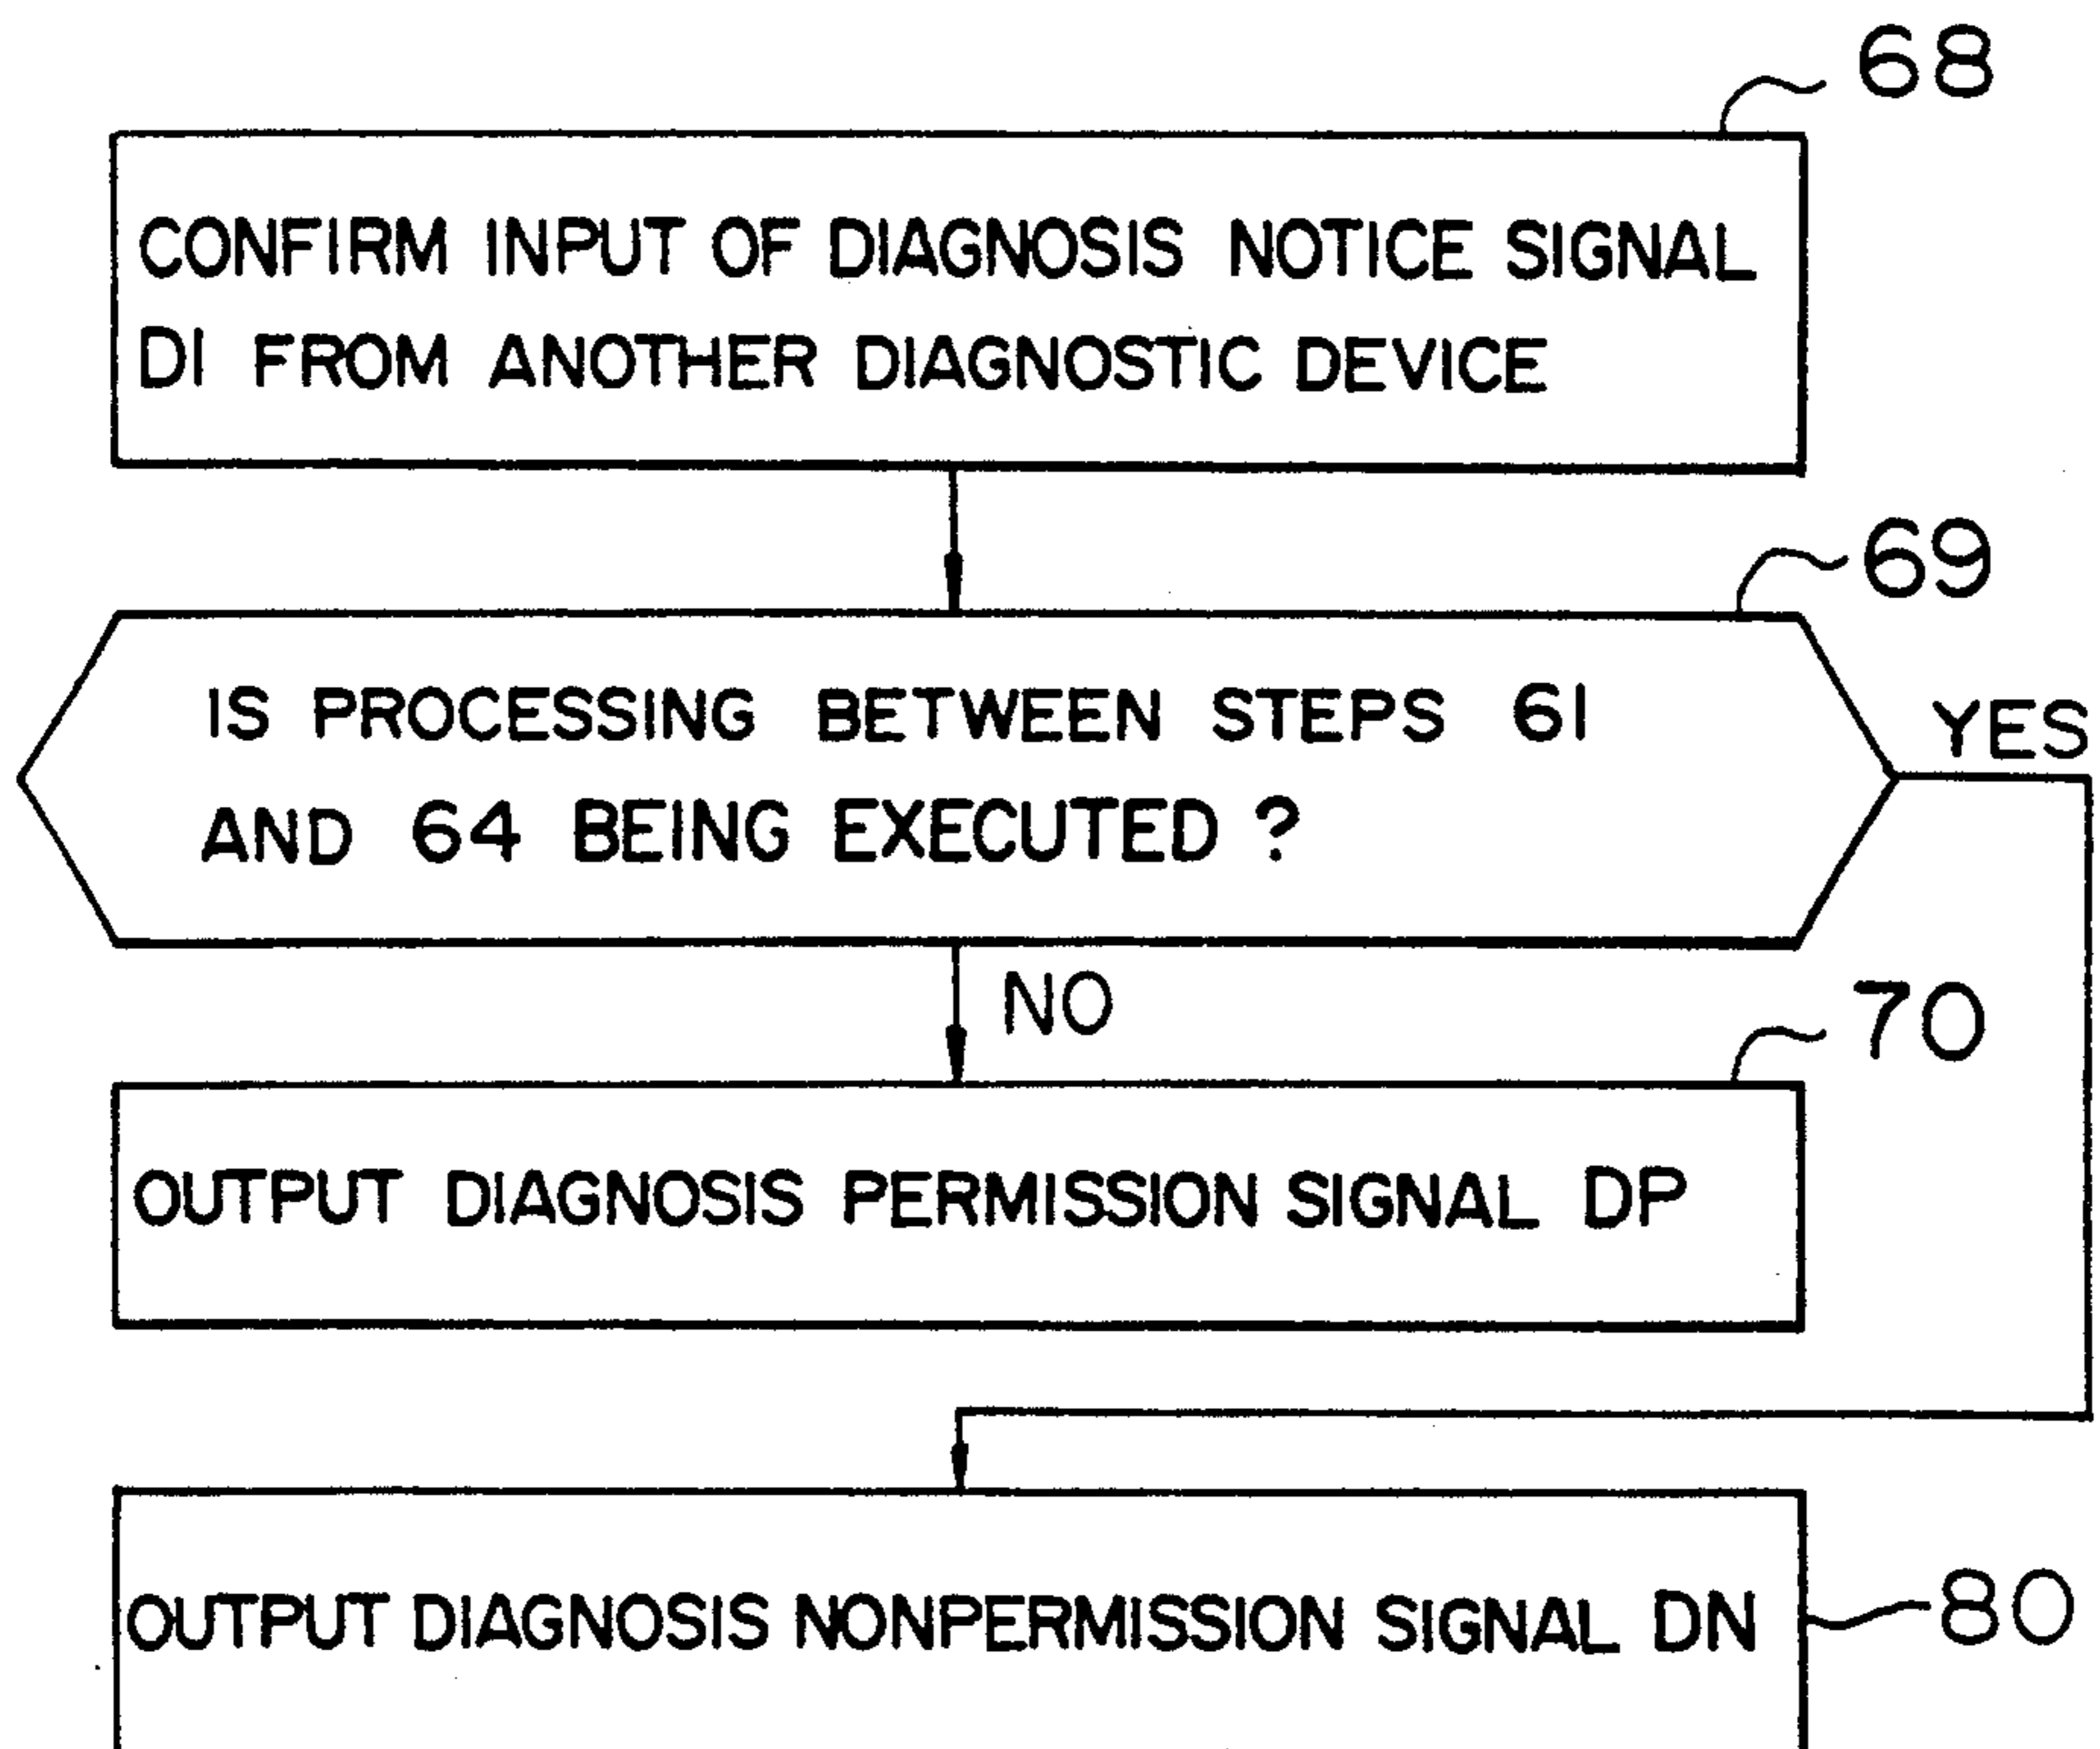 68
CONFIRM INPUT OF DIAGNOSIS NOTICE SIGNAL
DI FROM ANOTHER DIAGNOSTIC DEVICE
69
IS PROCESSING BETWEEN STEPS 61
AND 64 BEING EXECUTED ?
YES
NO
70
OUTPUT DIAGNOSIS PERMISSION SIGNAL DP
OUTPUT DIAGNOSIS NONPERMISSION SIGNAL DN
80